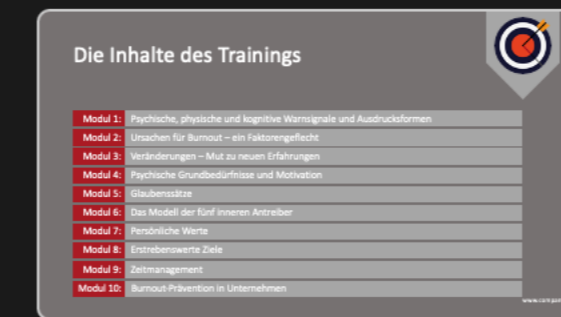 Die Inhalte des Trainings
Modul 1: Psychische, physische und kognitive Warnsignale und Ausdrucksformen
Modul 2: Ursachen für Burnout – ein Faktorengeflecht
Modul 3: Veränderungen – Mut zu neuen Erfahrungen
Modul 4: Psychische Grundbedürfnisse und Motivation
Modul 5: Glaubenssätze
Modul 6: Das Modell der fünf inneren Antreiber
Modul 7: Persönliche Werte
Modul 8: Erstrebenswerte Ziele
Modul 9: Zeitmanagement
Modul 10: Burnout-Prävention in Unternehmen